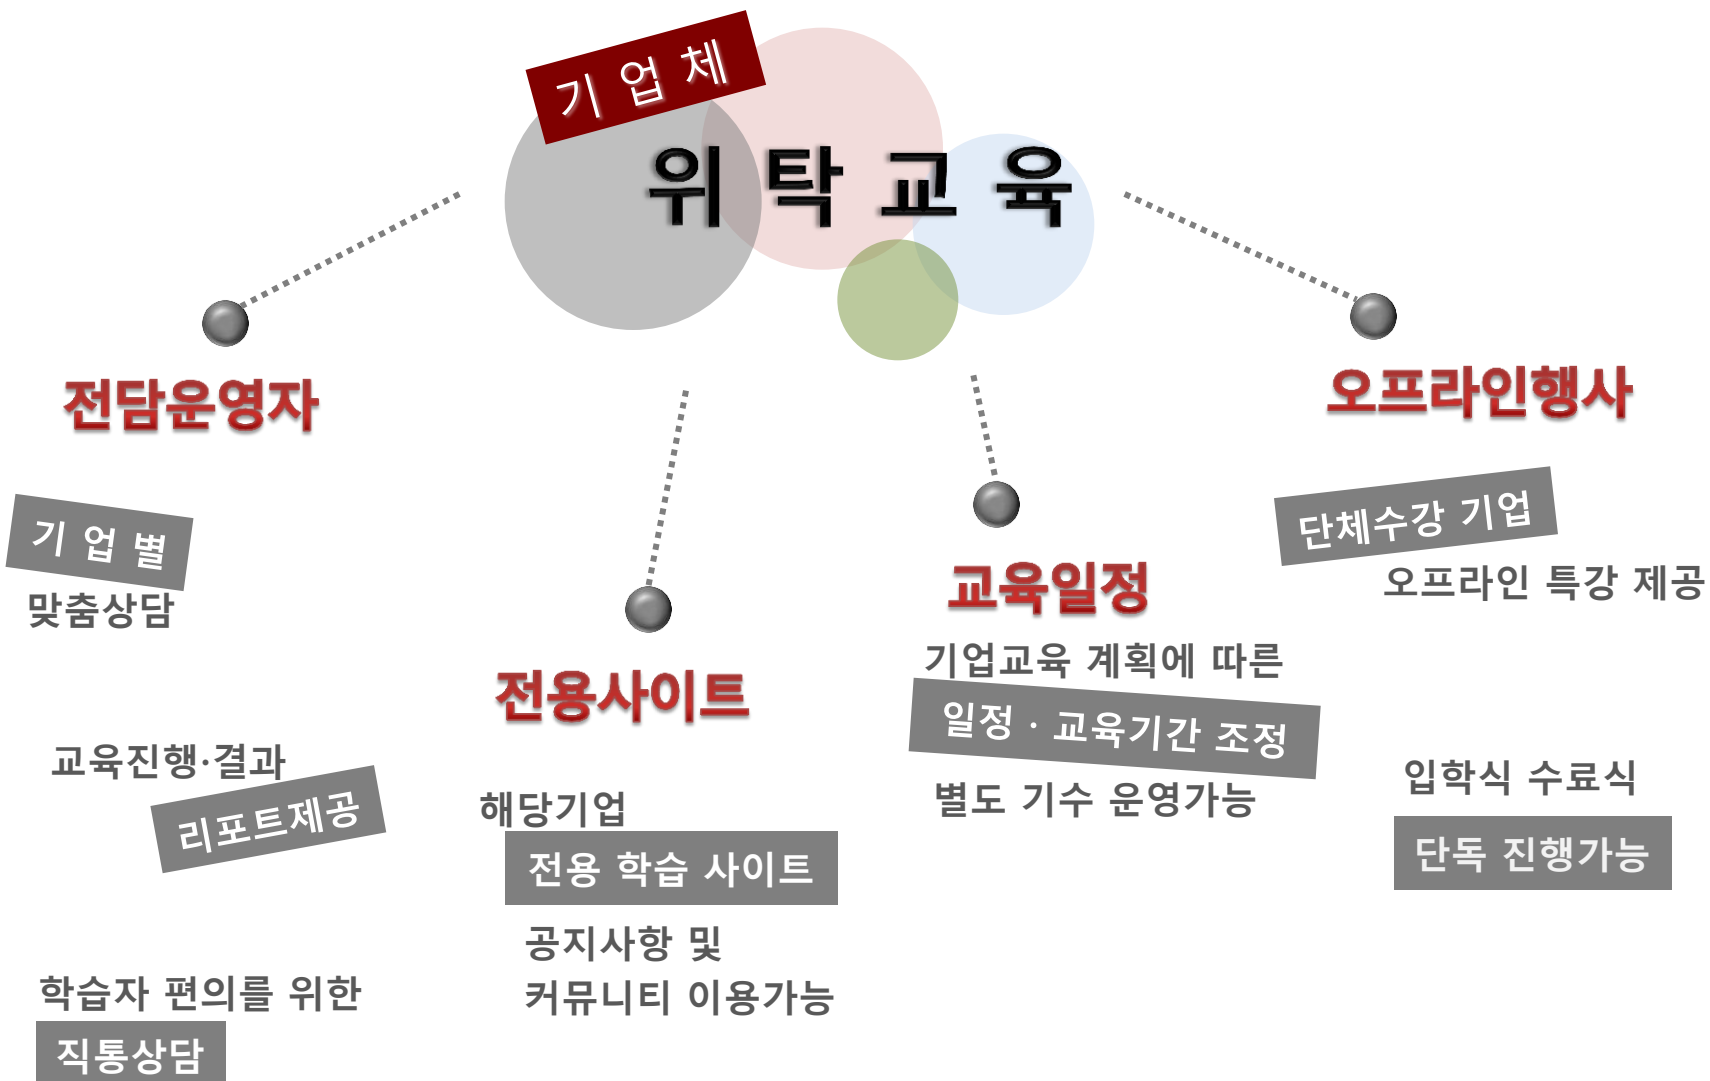 기 업 체
위 탁 교 육
전담운영자
기 업 별
맞춤상담
교육진행·결과
리포트제공
학습자 편의를 위한
직통상담
전용사이트
해당기업
전용 학습 사이트
공지사항 및
커뮤니티 이용가능
교육일정
기업교육 계획에 따른
일정 · 교육기간 조정
별도 기수 운영가능
오프라인행사
단체수강 기업
오프라인 특강 제공
입학식 수료식
단독 진행가능